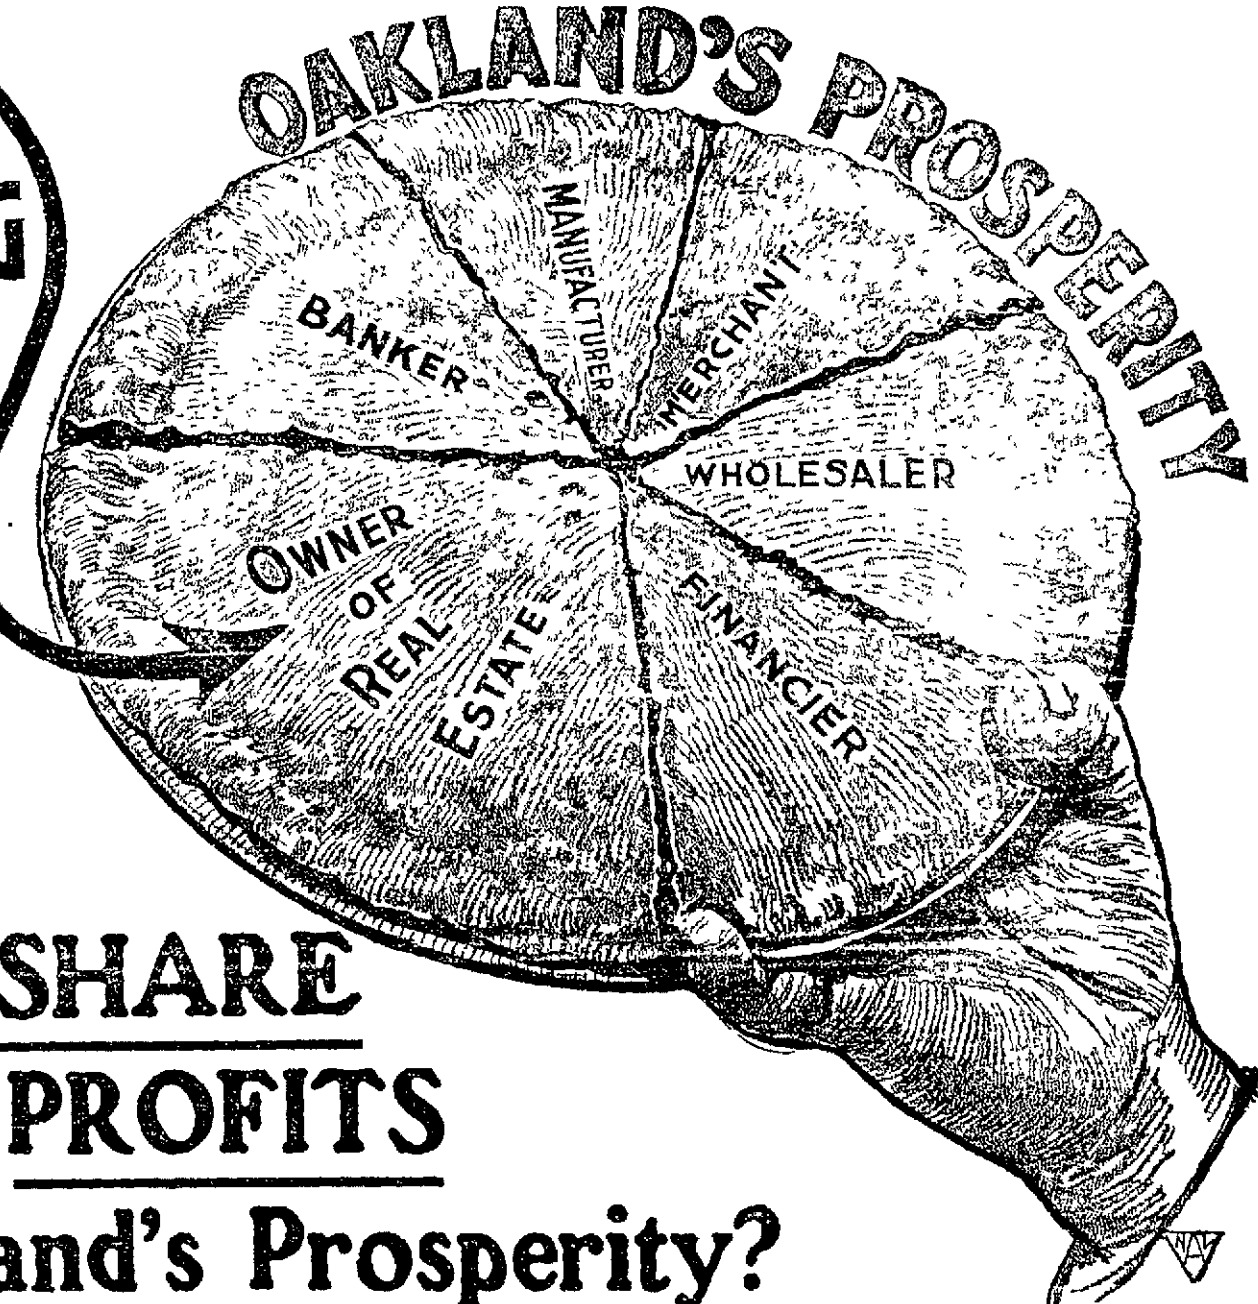 OAKLAND'S PROSPERITY
MANUFACTURER
MERCHANT
BANKER
WHOLESALER
OWNER
OF
REAL
ESTATE
FINANCIER
SHARE
PROFITS
and's Prosperity?